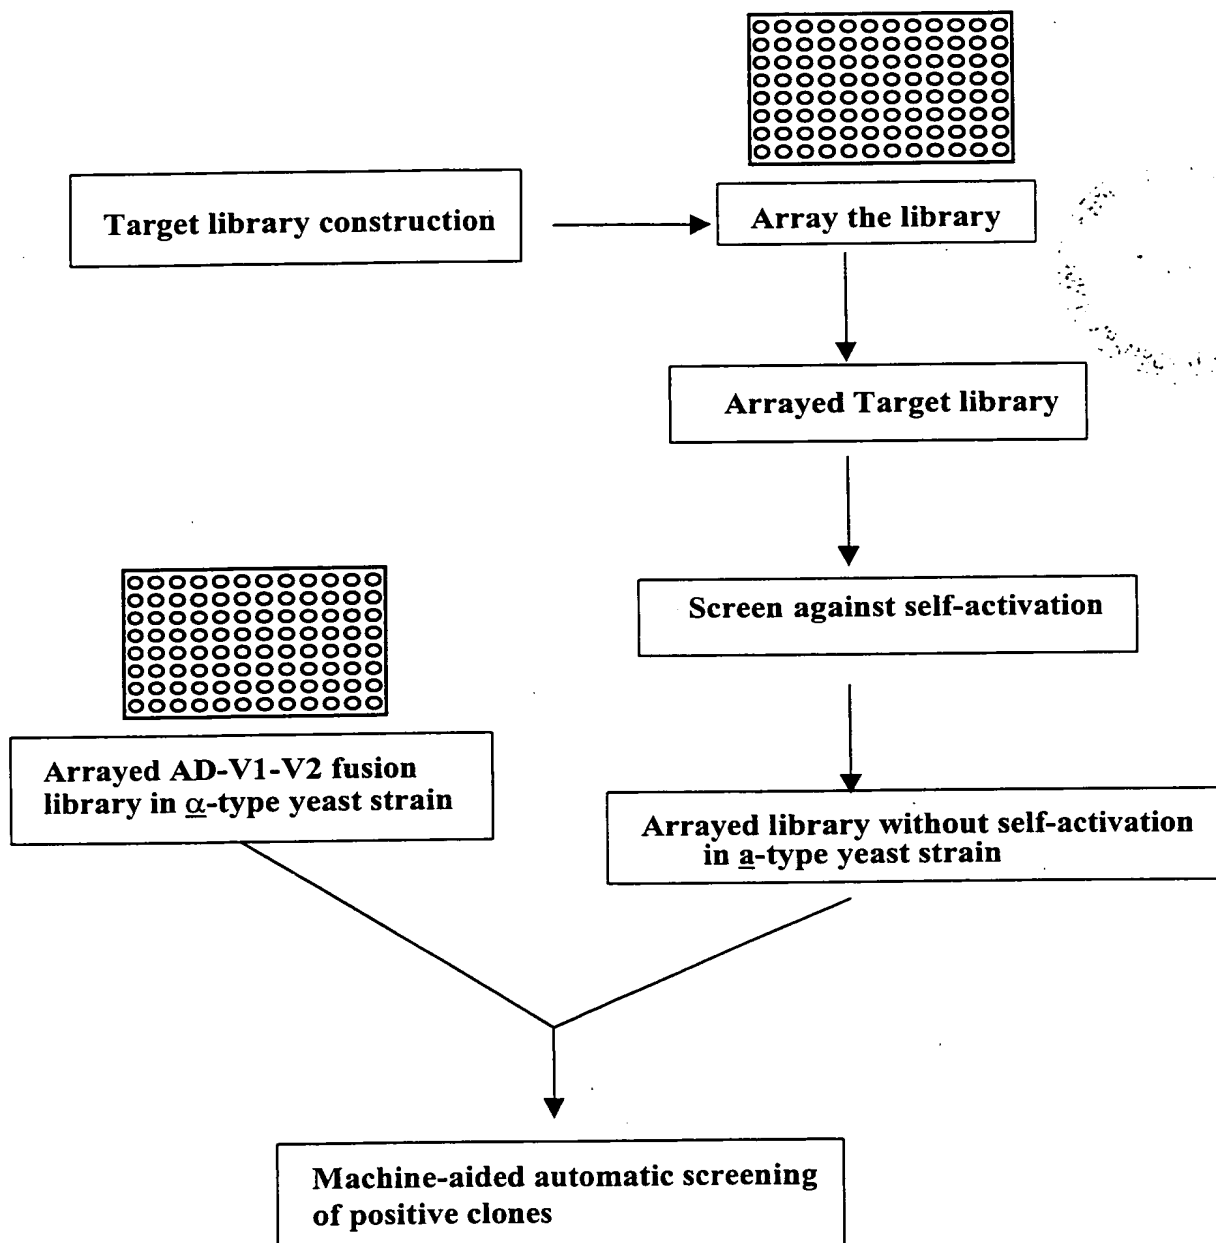 Target library construction
Array the library
Arrayed Target library
Screen against self-activation
Arrayed AD-V1-V2 fusion
library in α-type yeast strain
Arrayed library without self-activation
in a-type yeast strain
Machine-aided automatic screening
of positive clones